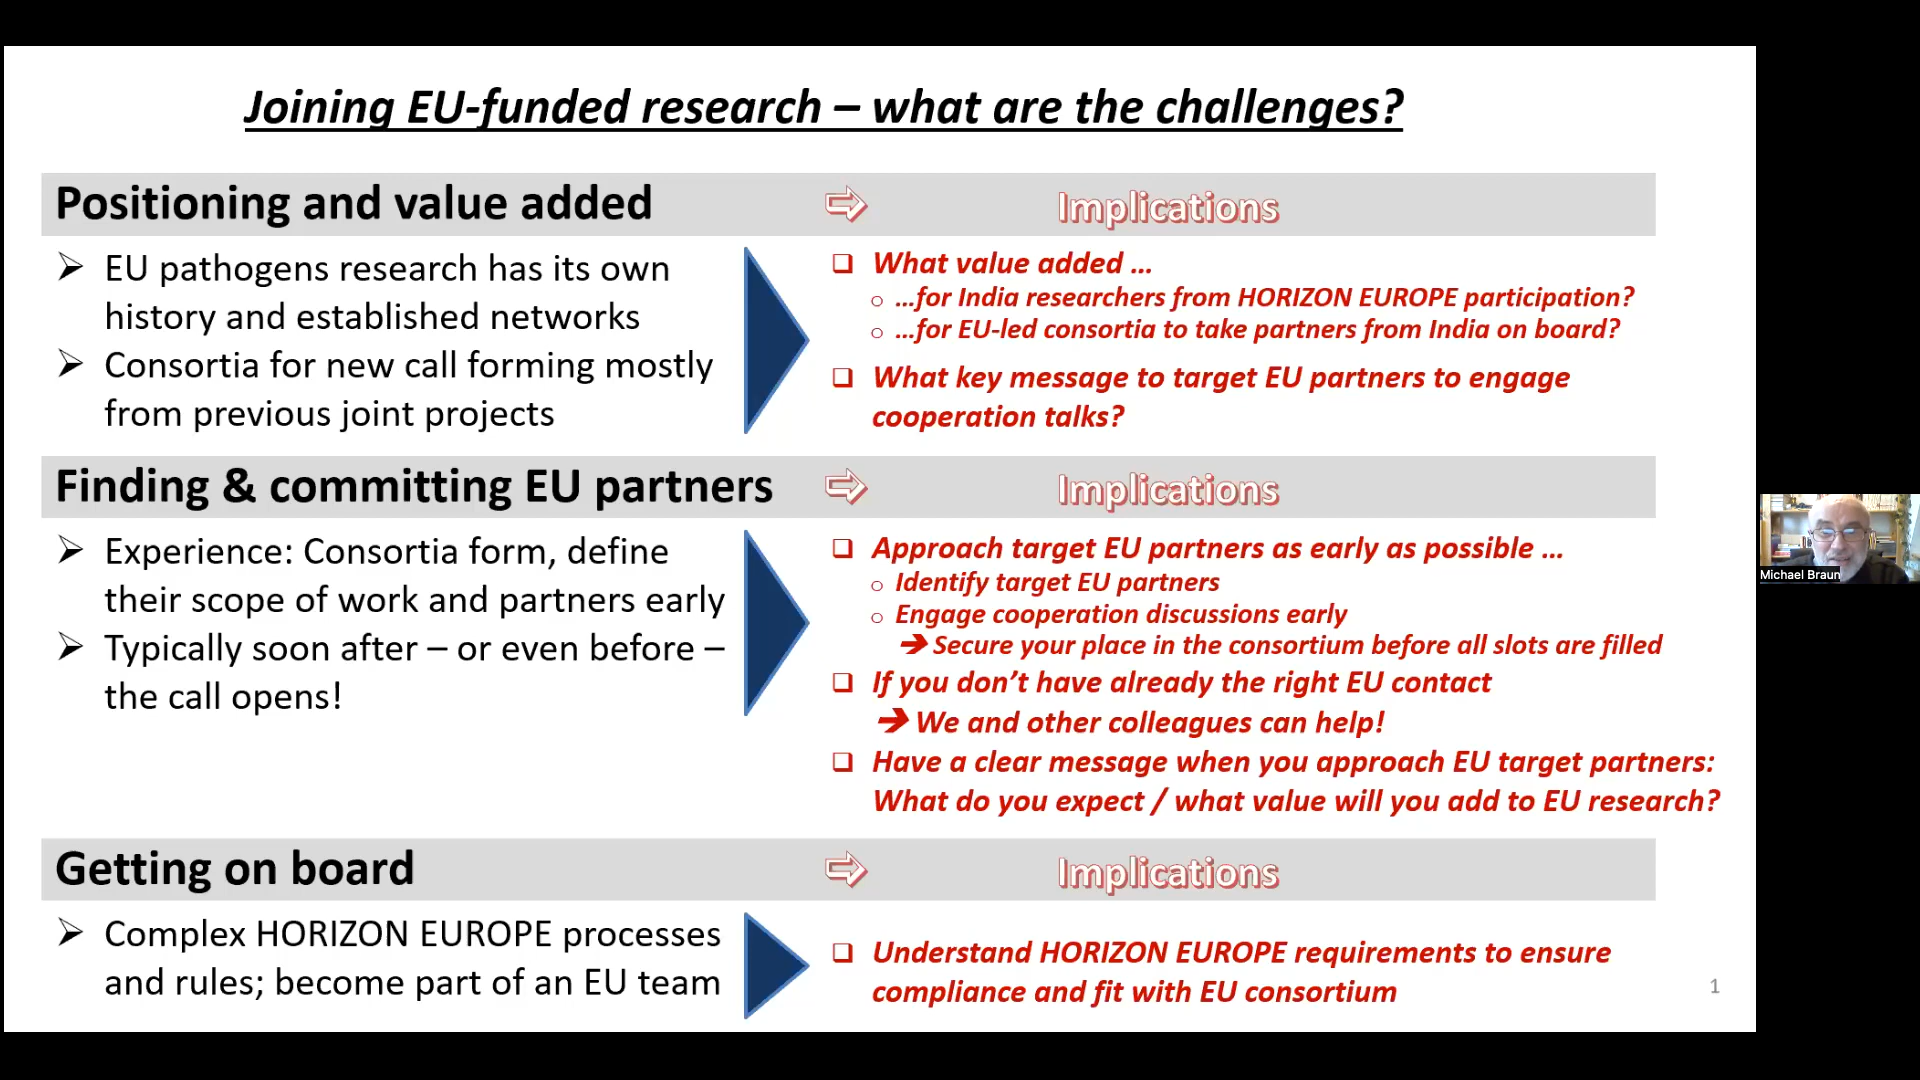 Joining EU-funded research – what are the challenges?
Positioning and value added
⇨ Implications
➢ EU pathogens research has its own
history and established networks
➢ Consortia for new call forming mostly
from previous joint projects
❑ What value added ...
o ...for India researchers from HORIZON EUROPE participation?
o ...for EU-led consortia to take partners from India on board?
❑ What key message to target EU partners to engage
cooperation talks?
Finding & committing EU partners
⇨ Implications
➢ Experience: Consortia form, define
their scope of work and partners early
➢ Typically soon after – or even before –
the call opens!
❑ Approach target EU partners as early as possible ...
o Identify target EU partners
o Engage cooperation discussions early
➔ Secure your place in the consortium before all slots are filled
❑ If you don’t have already the right EU contact
➔ We and other colleagues can help!
❑ Have a clear message when you approach EU target partners:
What do you expect / what value will you add to EU research?
Getting on board
⇨ Implications
➢ Complex HORIZON EUROPE processes
and rules; become part of an EU team
❑ Understand HORIZON EUROPE requirements to ensure
compliance and fit with EU consortium
1
Michael Braun